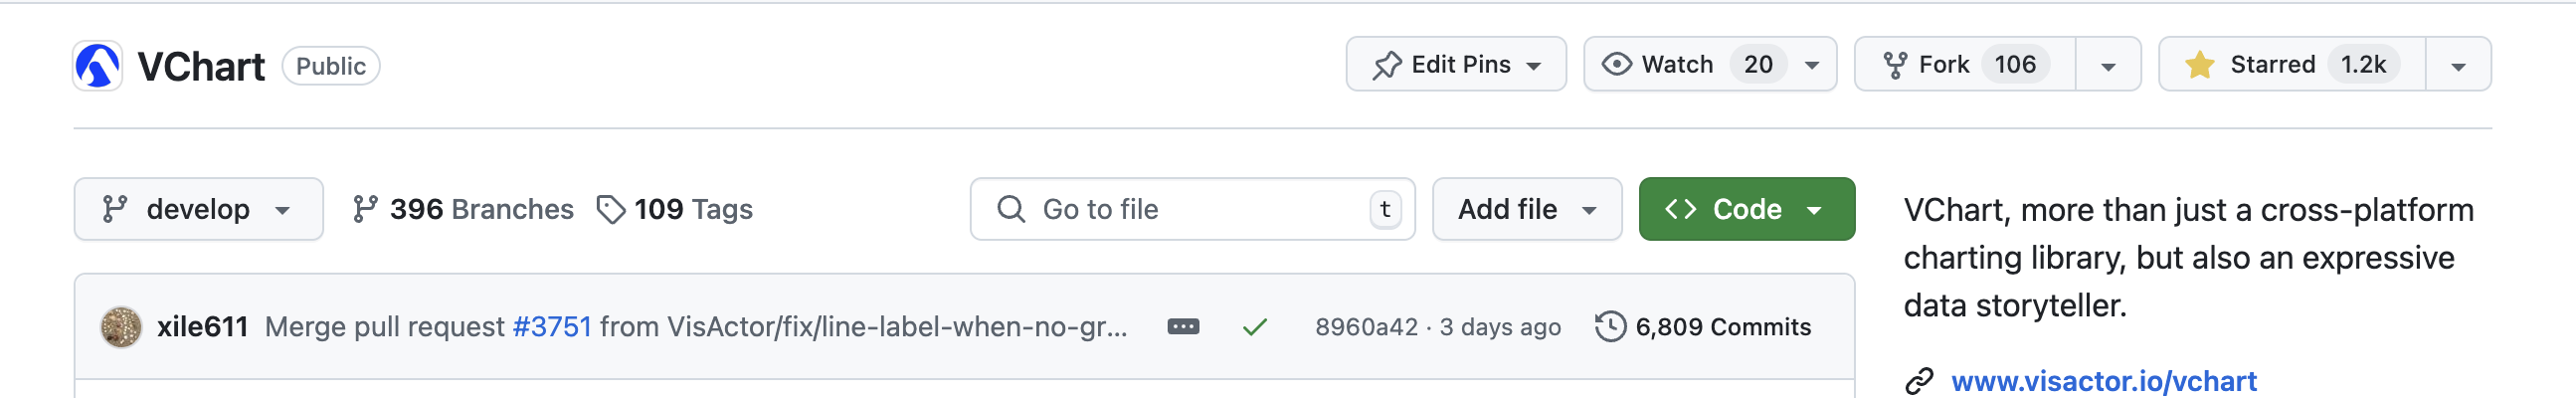 VChart Public Edit Pins Watch 20 Fork 106 Starred 1.2k
develop 396 Branches 109 Tags Go to file t Add file Code
xile611 Merge pull request #3751 from VisActor/fix/line-label-when-no-gr... 8960a42 · 3 days ago 6,809 Commits
VChart, more than just a cross-platform
charting library, but also an expressive
data storyteller.
www.visactor.io/vchart